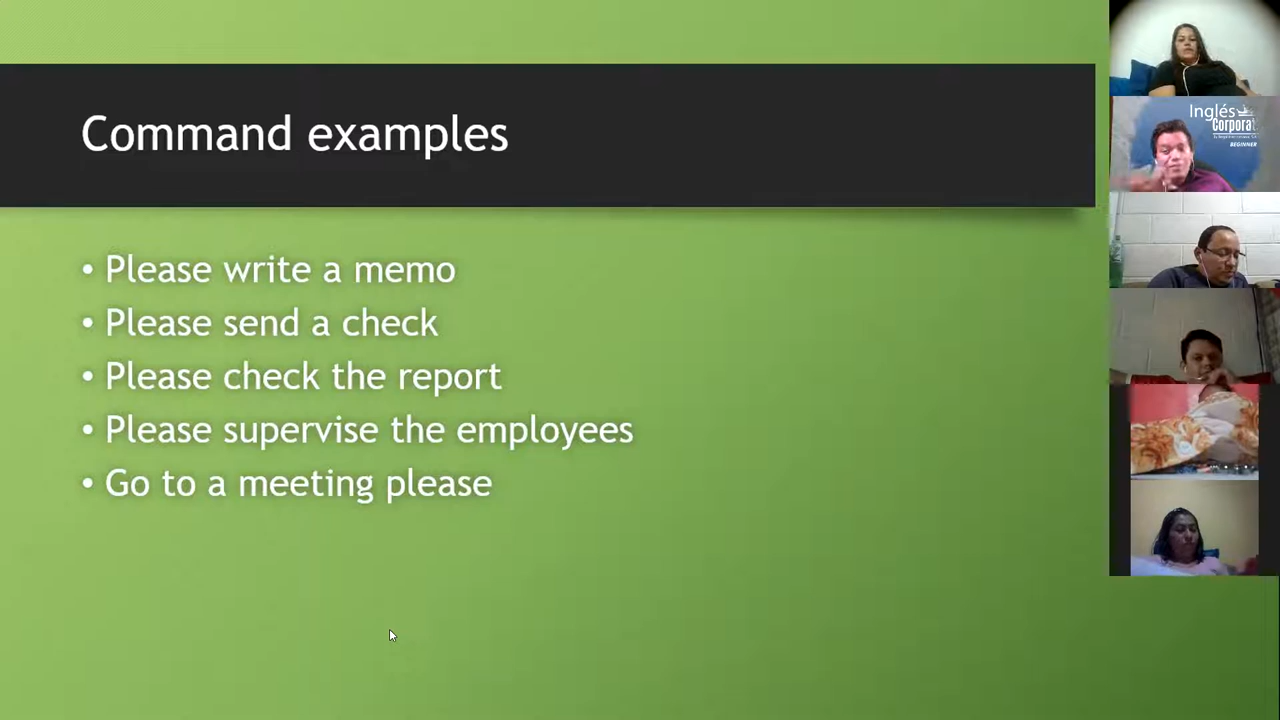 Command examples
• Please write a memo
• Please send a check
• Please check the report
• Please supervise the employees
• Go to a meeting please
Inglés
Corporat
BEGINNER